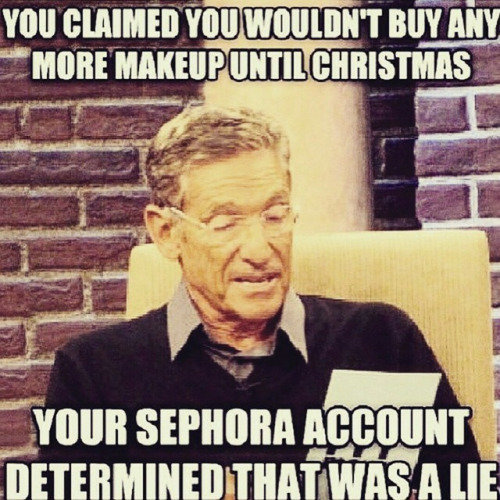 YOU CLAIMED YOU WOULDN'T BUY ANY
MORE MAKEUP UNTIL CHRISTMAS
YOUR SEPHORA ACCOUNT
DETERMINED THAT WAS A LIE